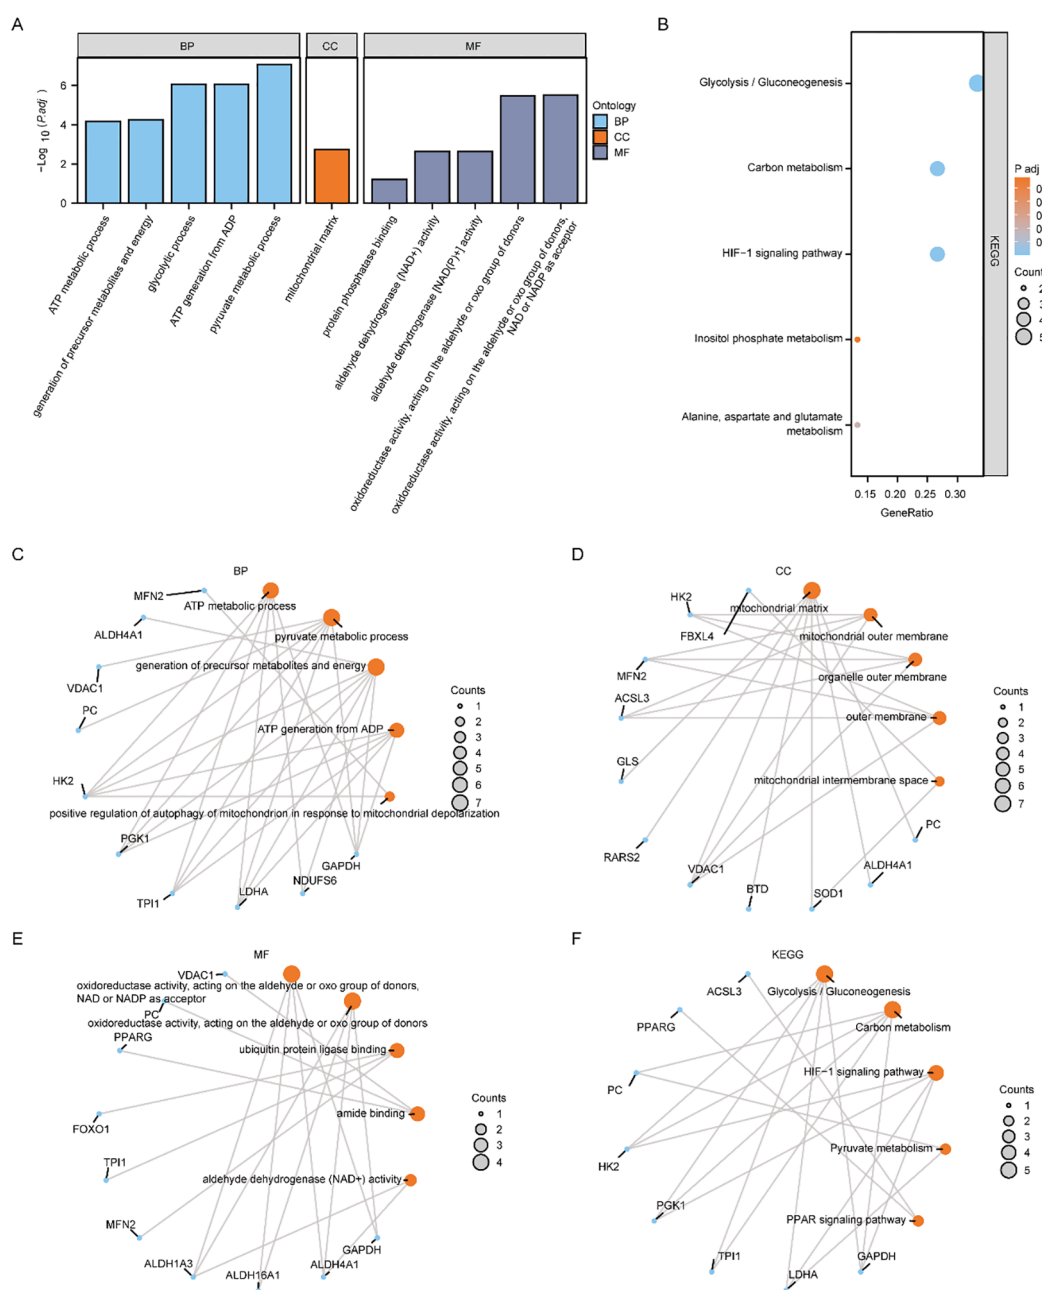 A
BP
CC
MF
−Log 10 (P.adj)
6
4
2
0
Ontology
BP
CC
MF
ATP metabolic process
generation of precursor metabolites and energy
glycolytic process
ATP generation from ADP
pyruvate metabolic process
mitochondrial matrix
protein phosphatase binding
aldehyde dehydrogenase (NAD+) activity
aldehyde dehydrogenase [NAD(P)+] activity
oxidoreductase activity, acting on the aldehyde or oxo group of donors
oxidoreductase activity, acting on the aldehyde or oxo group of donors,
NAD or NADP as acceptor
B
Glycolysis / Gluconeogenesis
Carbon metabolism
HIF−1 signaling pathway
Inositol phosphate metabolism
Alanine, aspartate and glutamate
metabolism
0.15 0.20 0.25 0.30
GeneRatio
KEGG
P adj
0
0
0
0
Count
2
3
4
5
C
BP
MFN2
ATP metabolic process
ALDH4A1
pyruvate metabolic process
generation of precursor metabolites and energy
VDAC1
PC
ATP generation from ADP
HK2
positive regulation of autophagy of mitochondrion in response to mitochondrial depolarization
PGK1
GAPDH
NDUFS6
LDHA
TPI1
Counts
1
2
3
4
5
6
7
D
CC
HK2
mitochondrial matrix
FBXL4
mitochondrial outer membrane
MFN2
organelle outer membrane
ACSL3
outer membrane
GLS
mitochondrial intermembrane space
PC
RARS2
VDAC1
ALDH4A1
BTD
SOD1
Counts
1
2
3
4
5
6
7
E
MF
VDAC1
oxidoreductase activity, acting on the aldehyde or oxo group of donors,
NAD or NADP as acceptor
PC
oxidoreductase activity, acting on the aldehyde or oxo group of donors
PPARG
ubiquitin protein ligase binding
amide binding
FOXO1
TPI1
aldehyde dehydrogenase (NAD+) activity
MFN2
GAPDH
ALDH1A3
ALDH4A1
ALDH16A1
Counts
1
2
3
4
F
KEGG
ACSL3
Glycolysis / Gluconeogenesis
PPARG
Carbon metabolism
HIF−1 signaling pathway
PC
Pyruvate metabolism
HK2
PGK1
PPAR signaling pathway
TPI1
GAPDH
LDHA
Counts
1
2
3
4
5